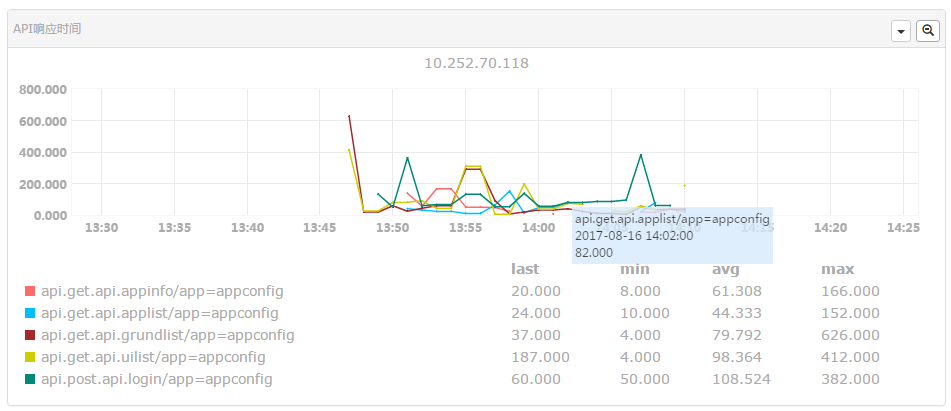 API响应时间
10.252.70.118
800.000
600.000
400.000
200.000
0.000
13:30 13:35 13:40 13:45 13:50 13:55 14:00 14:20 14:25
api.get.api.applist/app=appconfig
2017-08-16 14:02:00
82.000
last min avg max
api.get.api.appinfo/app=appconfig 20.000 8.000 61.308 166.000
api.get.api.applist/app=appconfig 24.000 10.000 44.333 152.000
api.get.api.grundlist/app=appconfig 37.000 4.000 79.792 626.000
api.get.api.uilist/app=appconfig 187.000 4.000 98.364 412.000
api.post.api.login/app=appconfig 60.000 50.000 108.524 382.000